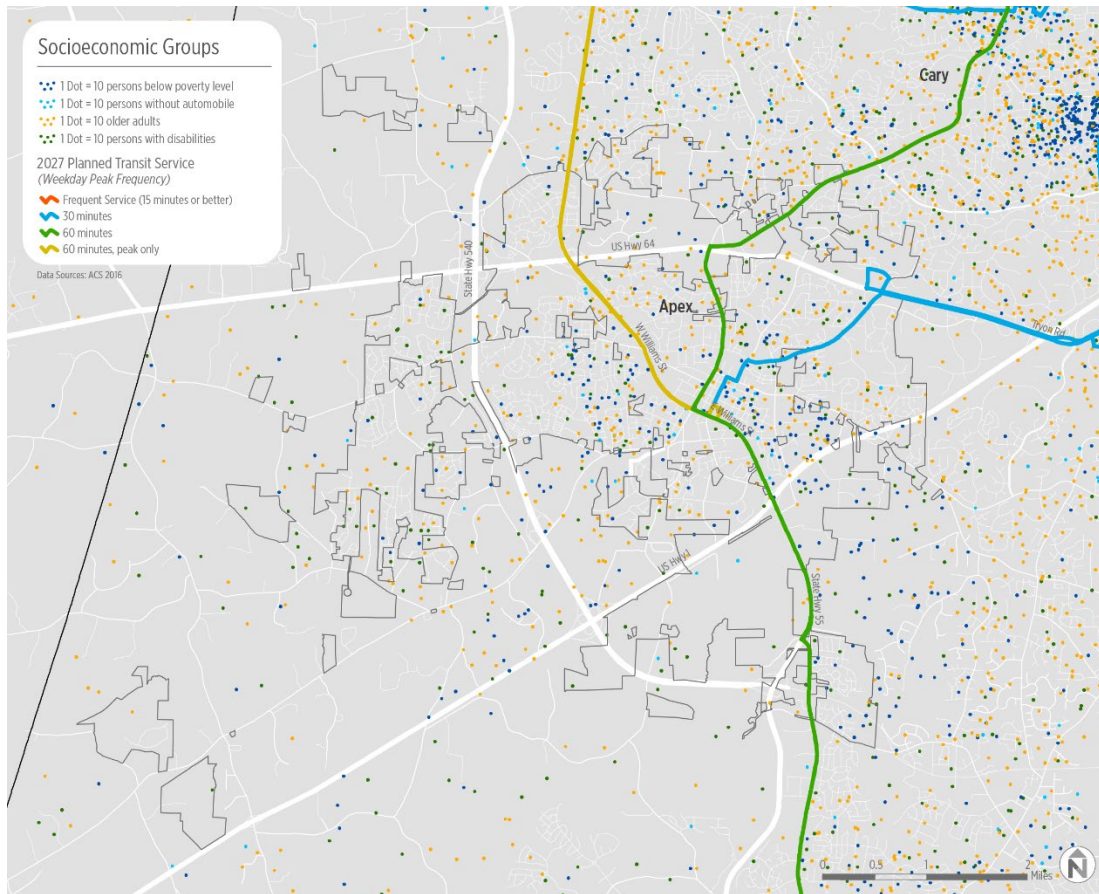 Socioeconomic Groups
1 Dot = 10 persons below poverty level
1 Dot = 10 persons without automobile
1 Dot = 10 older adults
1 Dot = 10 persons with disabilities
2027 Planned Transit Service
(Weekday Peak Frequency)
Frequent Service (15 minutes or better)
30 minutes
60 minutes
60 minutes, peak only
Data Sources: ACS 2016
Cary
US Hwy 64
State Hwy 540
Apex
W Williams St
Tryon Rd
E Williams St
US Hwy 1
State Hwy 55
0 0.5 1 2
Miles
N